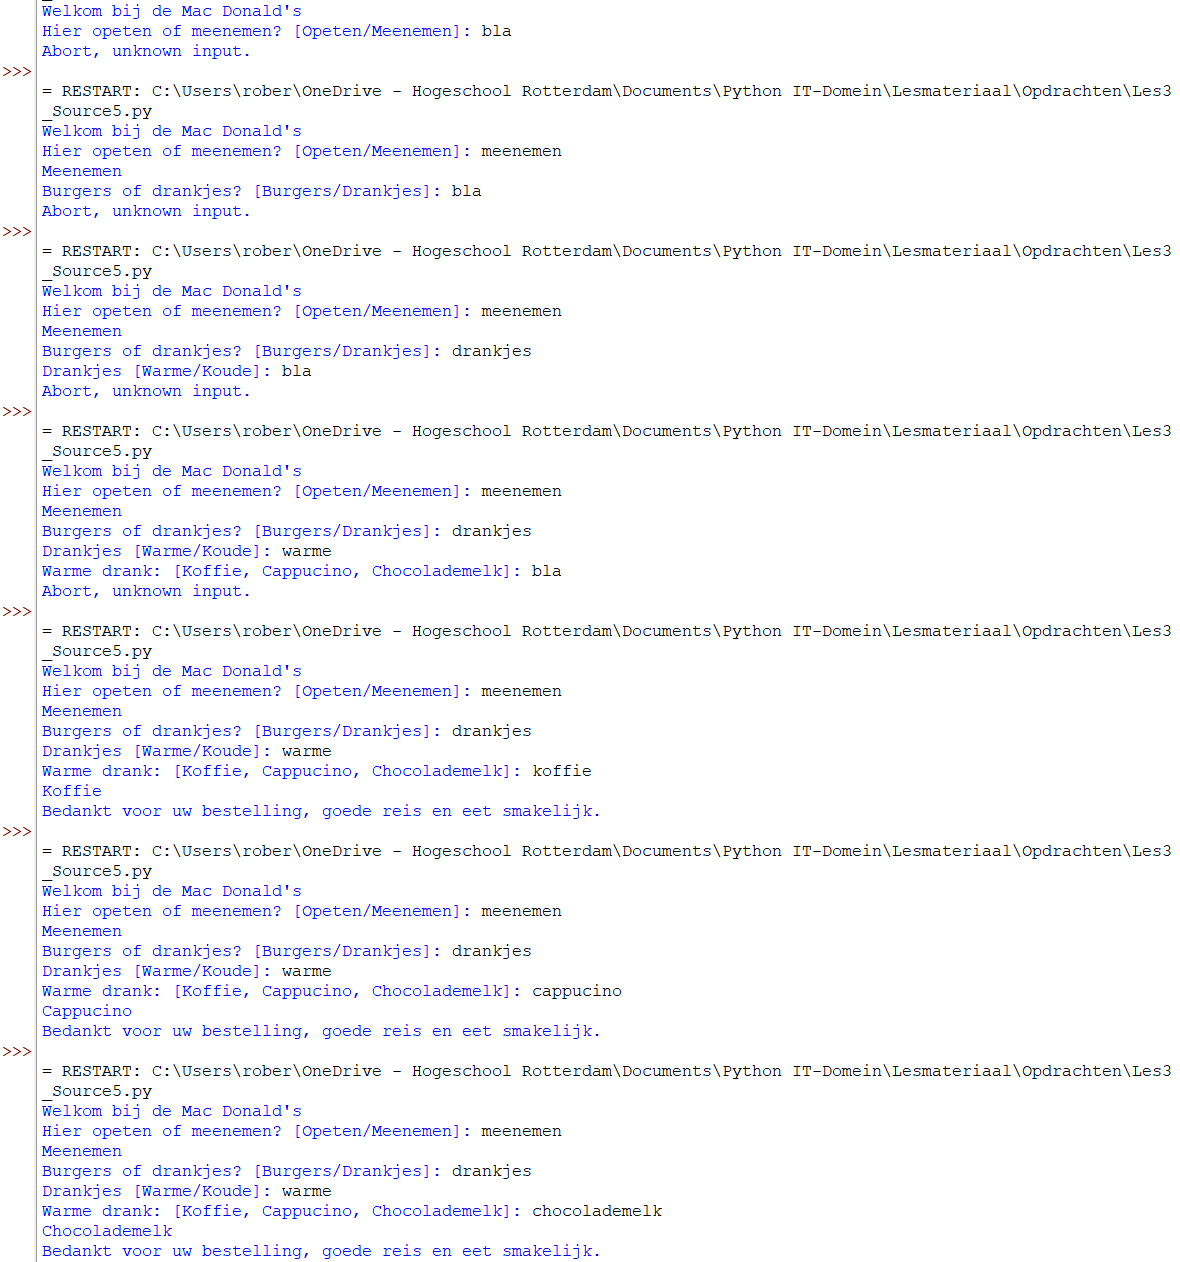 Welkom bij de Mac Donald's
Hier opeten of meenemen? [Opeten/Meenemen]: bla
Abort, unknown input.
>>>
= RESTART: C:\Users\rober\OneDrive - Hogeschool Rotterdam\Documents\Python IT-Domein\Lesmateriaal\Opdrachten\Les3
_Source5.py
Welkom bij de Mac Donald's
Hier opeten of meenemen? [Opeten/Meenemen]: meenemen
Meenemen
Burgers of drankjes? [Burgers/Drankjes]: bla
Abort, unknown input.
>>>
= RESTART: C:\Users\rober\OneDrive - Hogeschool Rotterdam\Documents\Python IT-Domein\Lesmateriaal\Opdrachten\Les3
_Source5.py
Welkom bij de Mac Donald's
Hier opeten of meenemen? [Opeten/Meenemen]: meenemen
Meenemen
Burgers of drankjes? [Burgers/Drankjes]: drankjes
Drankjes [Warme/Koude]: bla
Abort, unknown input.
>>>
= RESTART: C:\Users\rober\OneDrive - Hogeschool Rotterdam\Documents\Python IT-Domein\Lesmateriaal\Opdrachten\Les3
_Source5.py
Welkom bij de Mac Donald's
Hier opeten of meenemen? [Opeten/Meenemen]: meenemen
Meenemen
Burgers of drankjes? [Burgers/Drankjes]: drankjes
Drankjes [Warme/Koude]: warme
Warme drank: [Koffie, Cappucino, Chocolademelk]: bla
Abort, unknown input.
>>>
= RESTART: C:\Users\rober\OneDrive - Hogeschool Rotterdam\Documents\Python IT-Domein\Lesmateriaal\Opdrachten\Les3
_Source5.py
Welkom bij de Mac Donald's
Hier opeten of meenemen? [Opeten/Meenemen]: meenemen
Meenemen
Burgers of drankjes? [Burgers/Drankjes]: drankjes
Drankjes [Warme/Koude]: warme
Warme drank: [Koffie, Cappucino, Chocolademelk]: koffie
Koffie
Bedankt voor uw bestelling, goede reis en eet smakelijk.
>>>
= RESTART: C:\Users\rober\OneDrive - Hogeschool Rotterdam\Documents\Python IT-Domein\Lesmateriaal\Opdrachten\Les3
_Source5.py
Welkom bij de Mac Donald's
Hier opeten of meenemen? [Opeten/Meenemen]: meenemen
Meenemen
Burgers of drankjes? [Burgers/Drankjes]: drankjes
Drankjes [Warme/Koude]: warme
Warme drank: [Koffie, Cappucino, Chocolademelk]: cappucino
Cappucino
Bedankt voor uw bestelling, goede reis en eet smakelijk.
>>>
= RESTART: C:\Users\rober\OneDrive - Hogeschool Rotterdam\Documents\Python IT-Domein\Lesmateriaal\Opdrachten\Les3
_Source5.py
Welkom bij de Mac Donald's
Hier opeten of meenemen? [Opeten/Meenemen]: meenemen
Meenemen
Burgers of drankjes? [Burgers/Drankjes]: drankjes
Drankjes [Warme/Koude]: warme
Warme drank: [Koffie, Cappucino, Chocolademelk]: chocolademelk
Chocolademelk
Bedankt voor uw bestelling, goede reis en eet smakelijk.